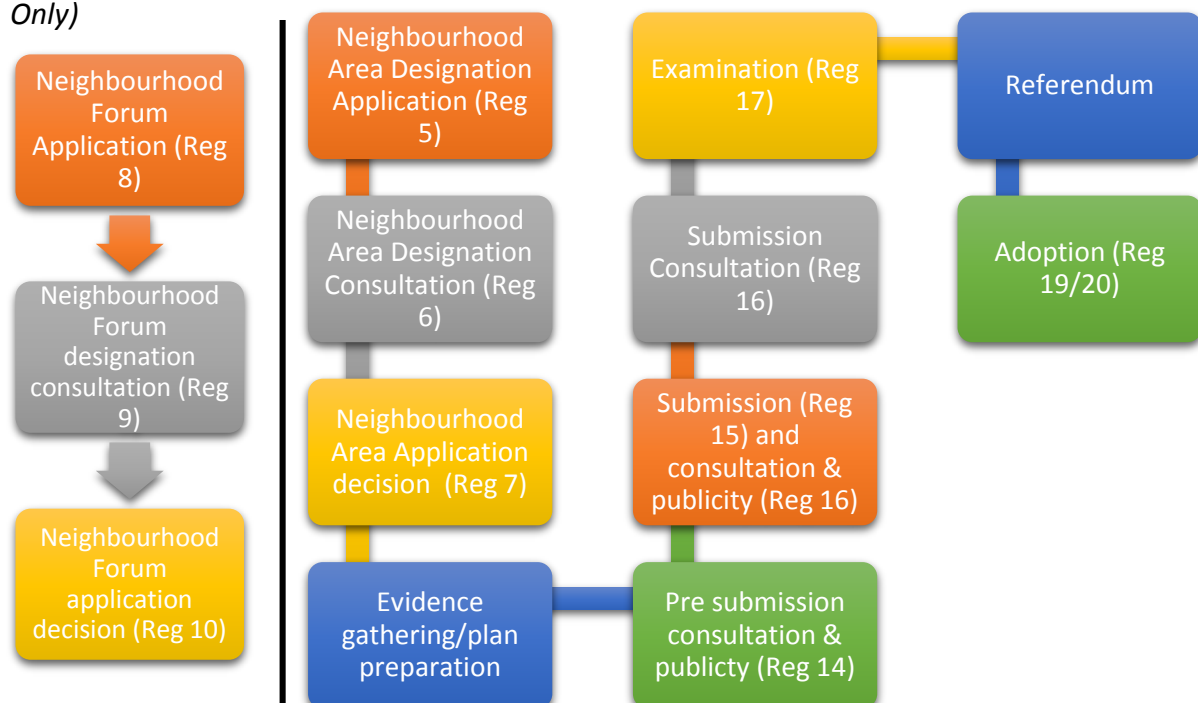 Only)
Neighbourhood
Forum
Application (Reg
8)
Neighbourhood
Forum
designation
consultation (Reg
9)
Neighbourhood
Forum
application
decision (Reg 10)
Neighbourhood
Area Designation
Application (Reg
5)
Neighbourhood
Area Designation
Consultation (Reg
6)
Neighbourhood
Area Application
decision  (Reg 7)
Evidence
gathering/plan
preparation
Pre submission
consultation &
publicty (Reg 14)
Submission (Reg
15) and
consultation &
publicity (Reg 16)
Submission
Consultation (Reg
16)
Examination (Reg
17)
Referendum
Adoption (Reg
19/20)